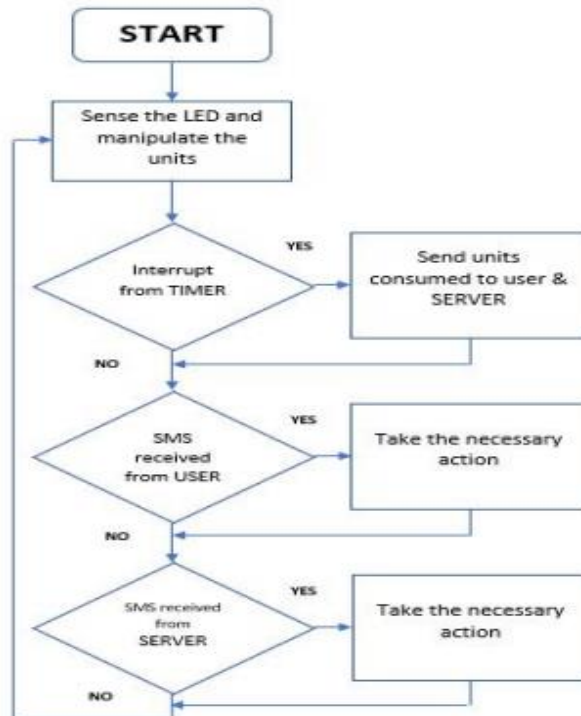 START
Sense the LED and
manipulate the
units
YES
Interrupt
from TIMER
Send units
consumed to user &
SERVER
NO
YES
SMS
received
from USER
Take the necessary
action
NO
YES
SMS received
from
SERVER
Take the necessary
action
NO